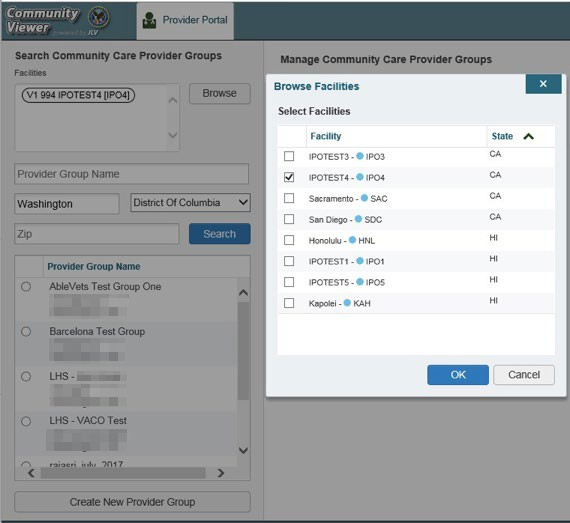 Community
Viewer powered by JLV
Provider Portal
Search Community Care Provider Groups
Facilities
V1 994 IPOTEST4 [IPO4]
Browse
Provider Group Name
Washington
District Of Columbia
Zip
Search
Provider Group Name
AbleVets Test Group One
Barcelona Test Group
LHS -
LHS - VACO Test
rajasri_july_2017
Create New Provider Group
Manage Community Care Provider Groups
Browse Facilities
X
Select Facilities
Facility State
IPOTEST3 - IPO3 CA
IPOTEST4 - IPO4 CA
Sacramento - SAC CA
San Diego - SDC CA
Honolulu - HNL HI
IPOTEST1 - IPO1 HI
IPOTEST5 - IPO5 HI
Kapolei - KAH HI
OK
Cancel